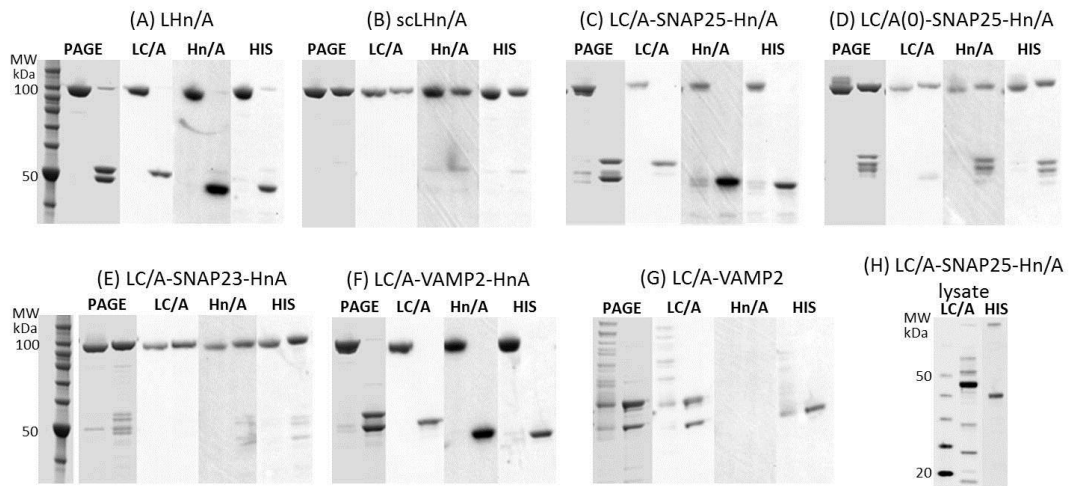 (A) LHn/A
(B) scLHn/A
(C) LC/A-SNAP25-Hn/A
(D) LC/A(0)-SNAP25-Hn/A
MW
kDa
PAGE LC/A Hn/A HIS
PAGE LC/A Hn/A HIS
PAGE LC/A Hn/A HIS
PAGE LC/A Hn/A HIS
100
50
(E) LC/A-SNAP23-HnA
(F) LC/A-VAMP2-HnA
(G) LC/A-VAMP2
(H) LC/A-SNAP25-Hn/A
lysate
MW
kDa
PAGE LC/A Hn/A HIS
PAGE LC/A Hn/A HIS
PAGE LC/A Hn/A HIS
MW
kDa
LC/A HIS
100
50
50
20